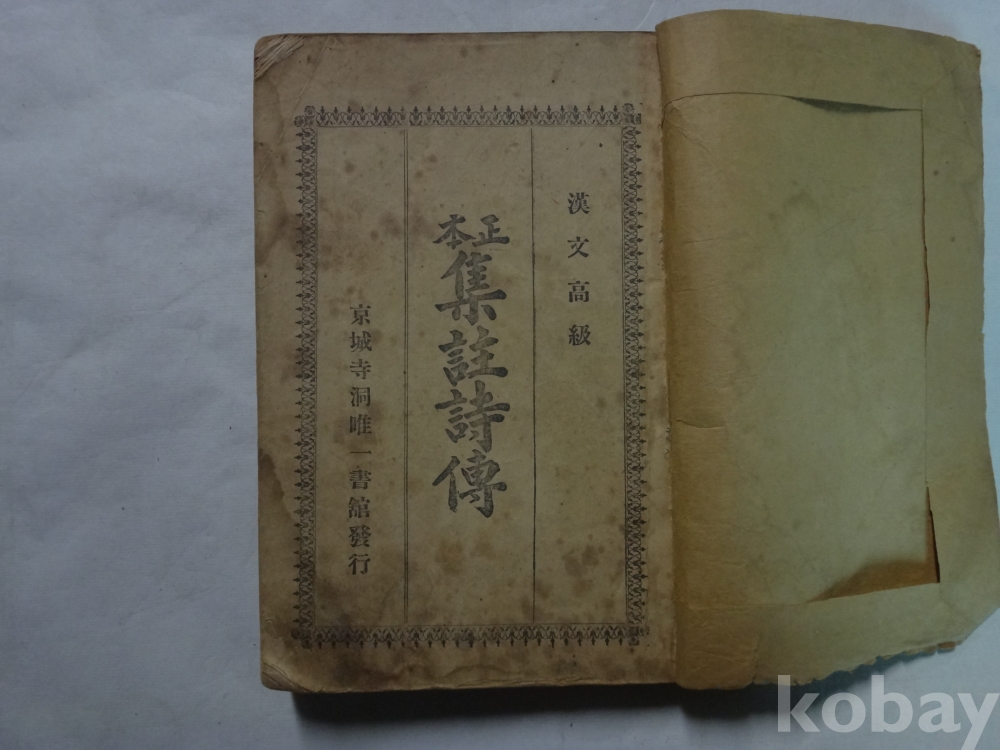 漢文高級
正本
集註詩傳
京城寺洞唯一書舘發行
kobay